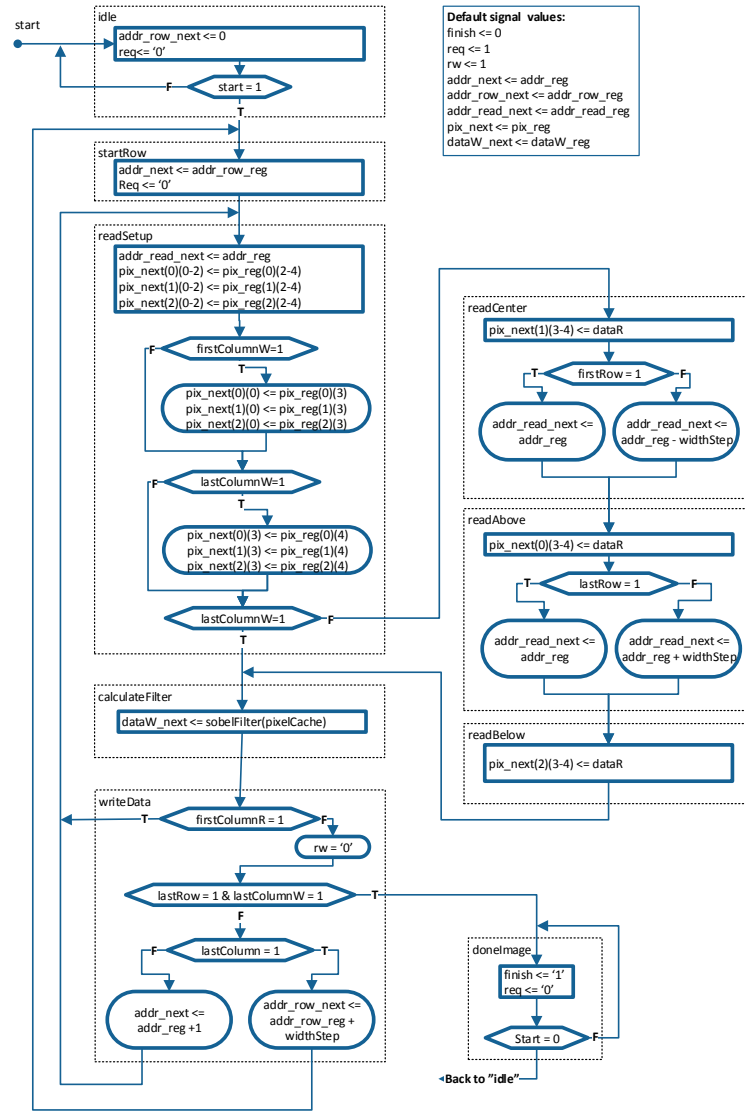 start
idle
addr_row_next <= 0
req<= ‘0’
start = 1
F
T
Default signal values:
finish <= 0
req <= 1
rw <= 1
addr_next <= addr_reg
addr_row_next <= addr_row_reg
addr_read_next <= addr_read_reg
pix_next <= pix_reg
dataW_next <= dataW_reg
startRow
addr_next <= addr_row_reg
Req <= ‘0’
readSetup
addr_read_next <= addr_reg
pix_next(0)(0-2) <= pix_reg(0)(2-4)
pix_next(1)(0-2) <= pix_reg(1)(2-4)
pix_next(2)(0-2) <= pix_reg(2)(2-4)
firstColumnW=1
F
T
pix_next(0)(0) <= pix_reg(0)(3)
pix_next(1)(0) <= pix_reg(1)(3)
pix_next(2)(0) <= pix_reg(2)(3)
lastColumnW=1
F
T
pix_next(0)(3) <= pix_reg(0)(4)
pix_next(1)(3) <= pix_reg(1)(4)
pix_next(2)(3) <= pix_reg(2)(4)
lastColumnW=1
F
T
readCenter
pix_next(1)(3-4) <= dataR
firstRow = 1
T
F
addr_read_next <=
addr_reg
addr_read_next <=
addr_reg - widthStep
readAbove
pix_next(0)(3-4) <= dataR
lastRow = 1
T
F
addr_read_next <=
addr_reg
addr_read_next <=
addr_reg + widthStep
readBelow
pix_next(2)(3-4) <= dataR
calculateFilter
dataW_next <= sobelFilter(pixelCache)
writeData
firstColumnR = 1
T
F
rw = ‘0’
lastRow = 1 & lastColumnW = 1
T
F
lastColumn = 1
F
T
addr_next <=
addr_reg +1
addr_row_next <=
addr_row_reg +
widthStep
doneImage
finish <= ‘1’
req <= ‘0’
Start = 0
F
Back to ”idle”